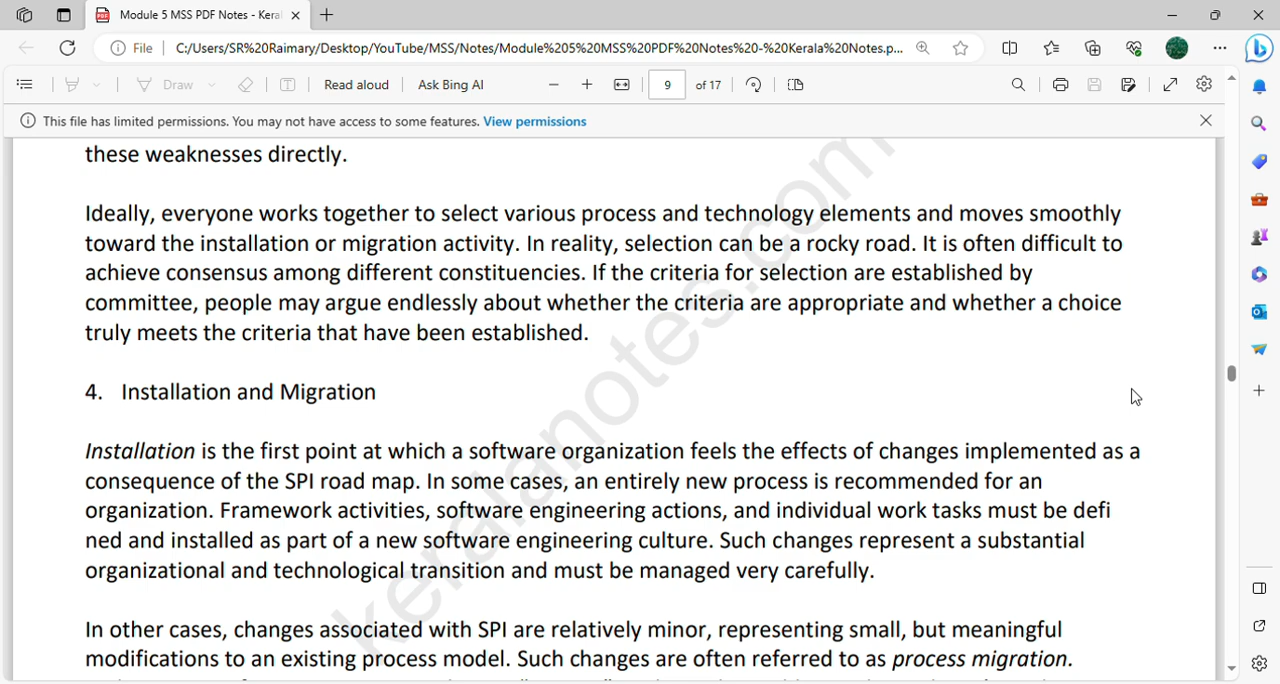 Module 5 MSS PDF Notes - Keral
File
C:/Users/SR%20Raimary/Desktop/YouTube/MSS/Notes/Module%205%20MSS%20PDF%20Notes%20-%20Kerala%20Notes.p...
Draw
Read aloud
Ask Bing AI
9 of 17
This file has limited permissions. You may not have access to some features. View permissions
these weaknesses directly.
Ideally, everyone works together to select various process and technology elements and moves smoothly
toward the installation or migration activity. In reality, selection can be a rocky road. It is often difficult to
achieve consensus among different constituencies. If the criteria for selection are established by
committee, people may argue endlessly about whether the criteria are appropriate and whether a choice
truly meets the criteria that have been established.
4. Installation and Migration
Installation is the first point at which a software organization feels the effects of changes implemented as a
consequence of the SPI road map. In some cases, an entirely new process is recommended for an
organization. Framework activities, software engineering actions, and individual work tasks must be defi
ned and installed as part of a new software engineering culture. Such changes represent a substantial
organizational and technological transition and must be managed very carefully.
In other cases, changes associated with SPI are relatively minor, representing small, but meaningful
modifications to an existing process model. Such changes are often referred to as process migration.
keralanotes.com